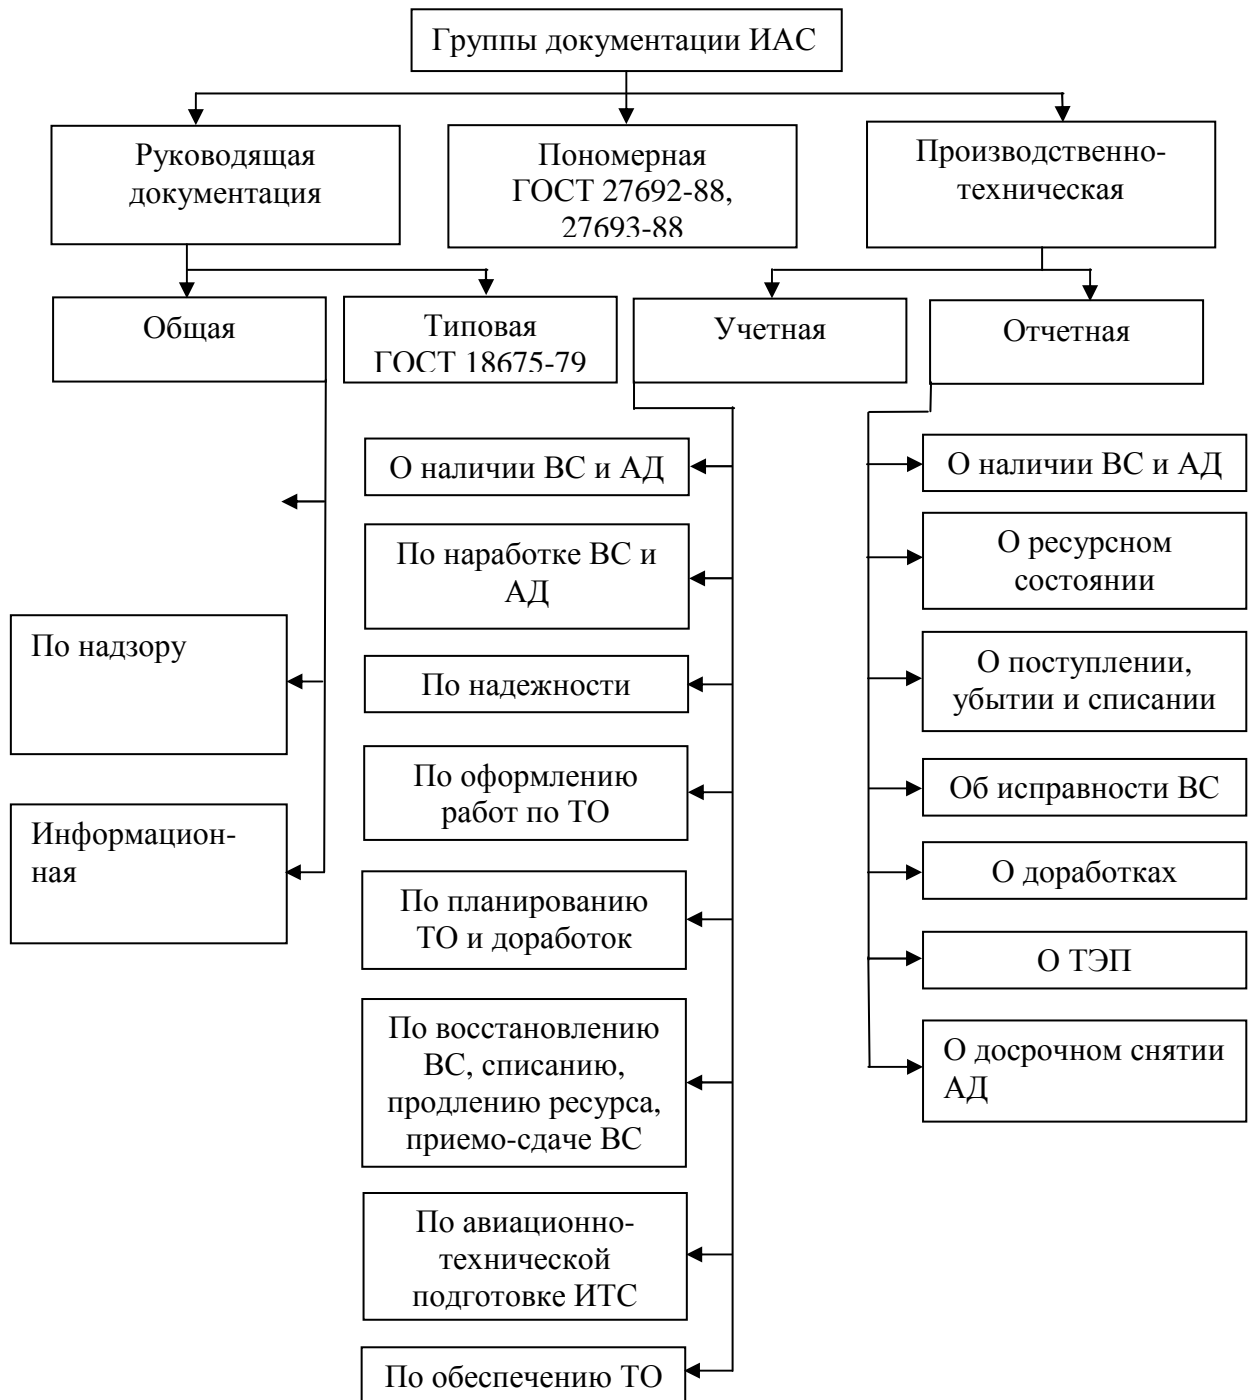 Группы документации ИАС
Руководящая
документация
Пономерная
ГОСТ 27692-88,
27693-88
Производственно-
техническая
Общая
Типовая
ГОСТ 18675-79
Учетная
Отчетная
По надзору
Информацион-
ная
О наличии ВС и АД
По наработке ВС и
АД
По надежности
По оформлению
работ по ТО
По планированию
ТО и доработок
По восстановлению
ВС, списанию,
продлению ресурса,
приемо-сдаче ВС
По авиационно-
технической
подготовке ИТС
По обеспечению ТО
О наличии ВС и АД
О ресурсном
состоянии
О поступлении,
убытии и списании
Об исправности ВС
О доработках
О ТЭП
О досрочном снятии
АД